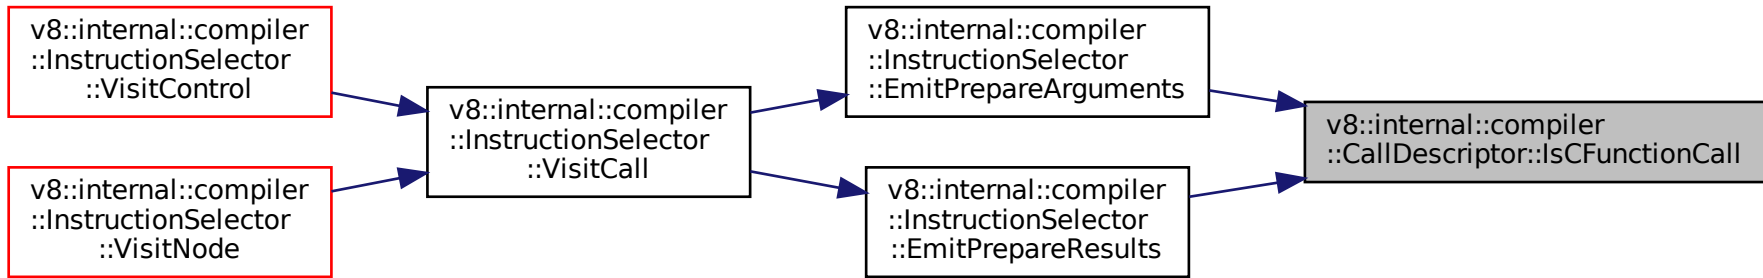 v8::internal::compiler
::InstructionSelector
::VisitControl
v8::internal::compiler
::InstructionSelector
::VisitNode
v8::internal::compiler
::InstructionSelector
::VisitCall
v8::internal::compiler
::InstructionSelector
::EmitPrepareArguments
v8::internal::compiler
::InstructionSelector
::EmitPrepareResults
v8::internal::compiler
::CallDescriptor::IsCFunctionCall